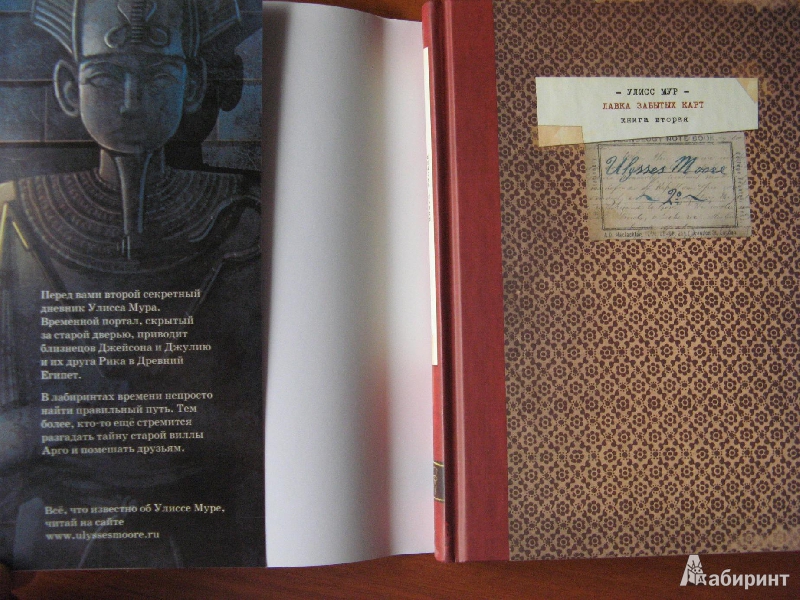 Перед вами второй секретный
дневник Улисса Мура.
Временной портал, скрытый
за старой дверью, приводит
близнецов Джейсона и Джулию
и их друга Рика в Древний
Египет.
В лабиринтах времени непросто
найти правильный путь. Тем
более, кто-то ещё стремится
разгадать тайну старой виллы
Арго и помешать друзьям.
Всё, что известно об Улиссе Муре,
читай на сайте
www.ulyssesmoore.ru
– УЛИСС МУР –
ЛАВКА ЗАБЫТЫХ КАРТ
книга вторая
NOTE BOOK
Ulysses Moore
2°
Лабиринт